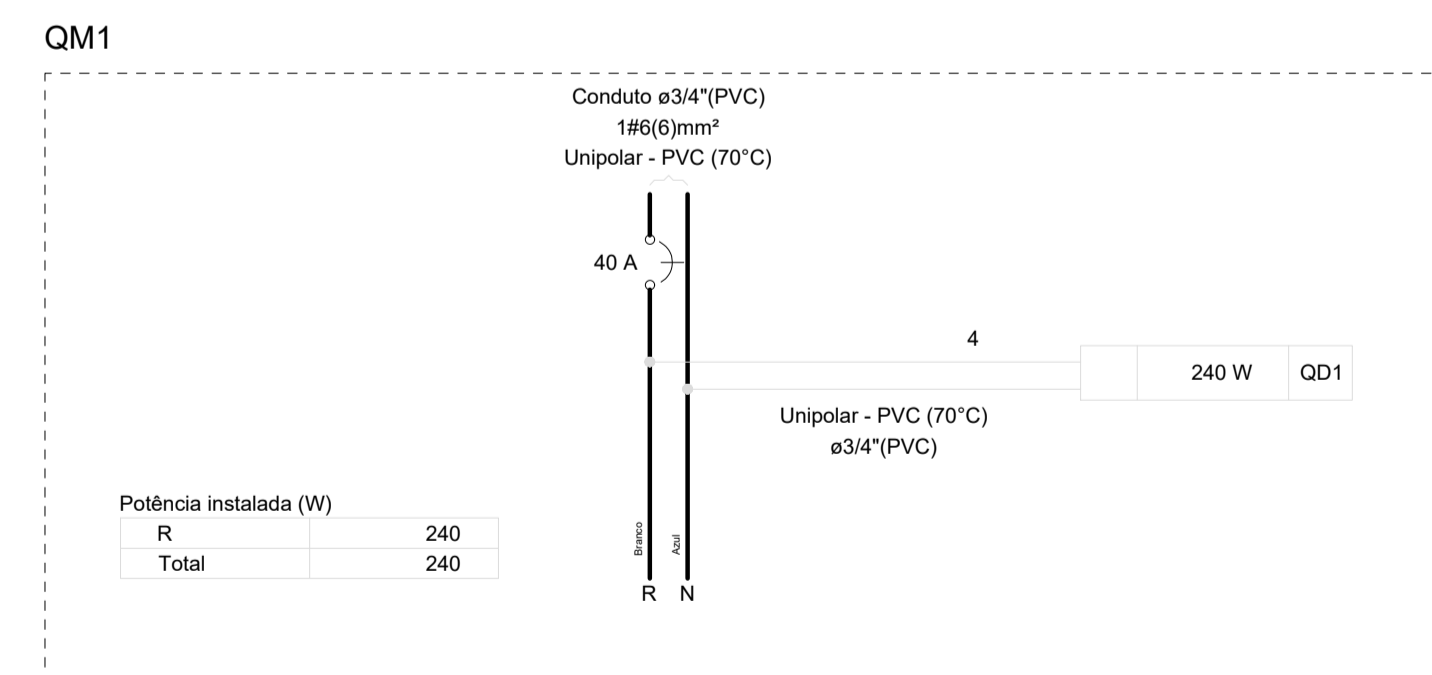 QM1
Conduto ø3/4"(PVC)
1#6(6)mm²
Unipolar - PVC (70°C)
40 A
4
240 W QD1
Unipolar - PVC (70°C)
ø3/4"(PVC)
Potência instalada (W)
R 240
Total 240
Branco
Azul
R N